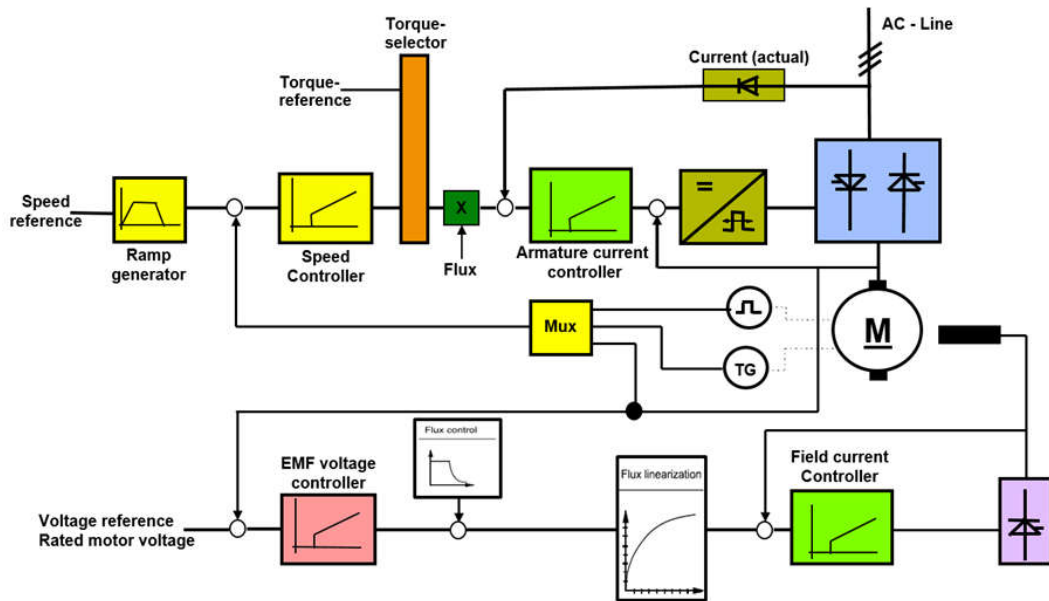 Torque-
selector
AC - Line
Current (actual)
Torque-
reference
=
Speed
reference
X
Ramp
generator
Speed
Controller
Flux
Armature current
controller
Mux
M
TG
Flux control
EMF voltage
controller
Flux linearization
Field current
Controller
Voltage reference
Rated motor voltage